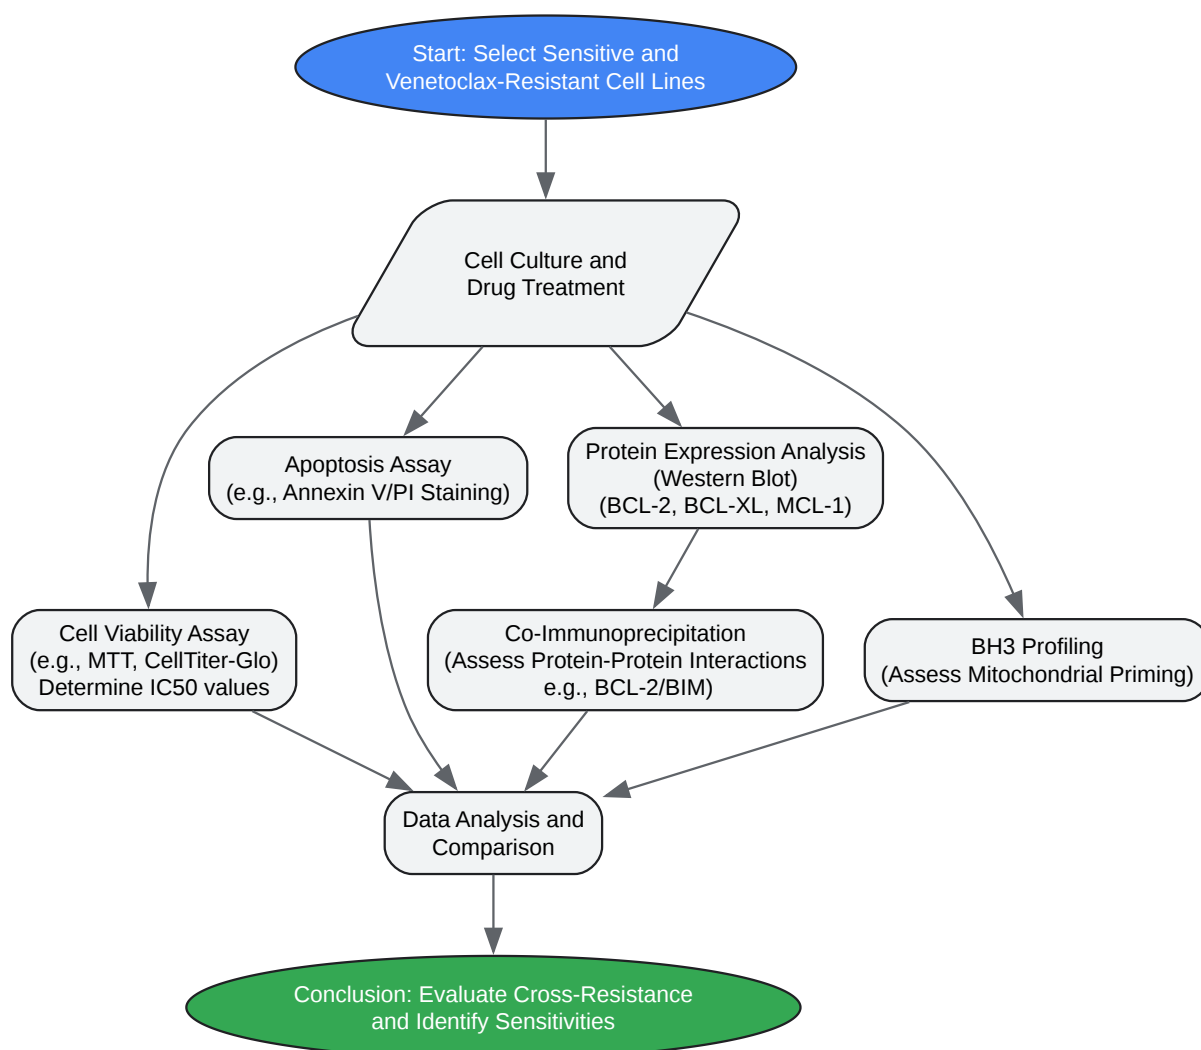 Start: Select Sensitive and
Venetoclax-Resistant Cell Lines
Cell Culture and
Drug Treatment
Apoptosis Assay
(e.g., Annexin V/PI Staining)
Protein Expression Analysis
(Western Blot)
(BCL-2, BCL-XL, MCL-1)
Cell Viability Assay
(e.g., MTT, CellTiter-Glo)
Determine IC50 values
Co-Immunoprecipitation
(Assess Protein-Protein Interactions
e.g., BCL-2/BIM)
BH3 Profiling
(Assess Mitochondrial Priming)
Data Analysis and
Comparison
Conclusion: Evaluate Cross-Resistance
and Identify Sensitivities